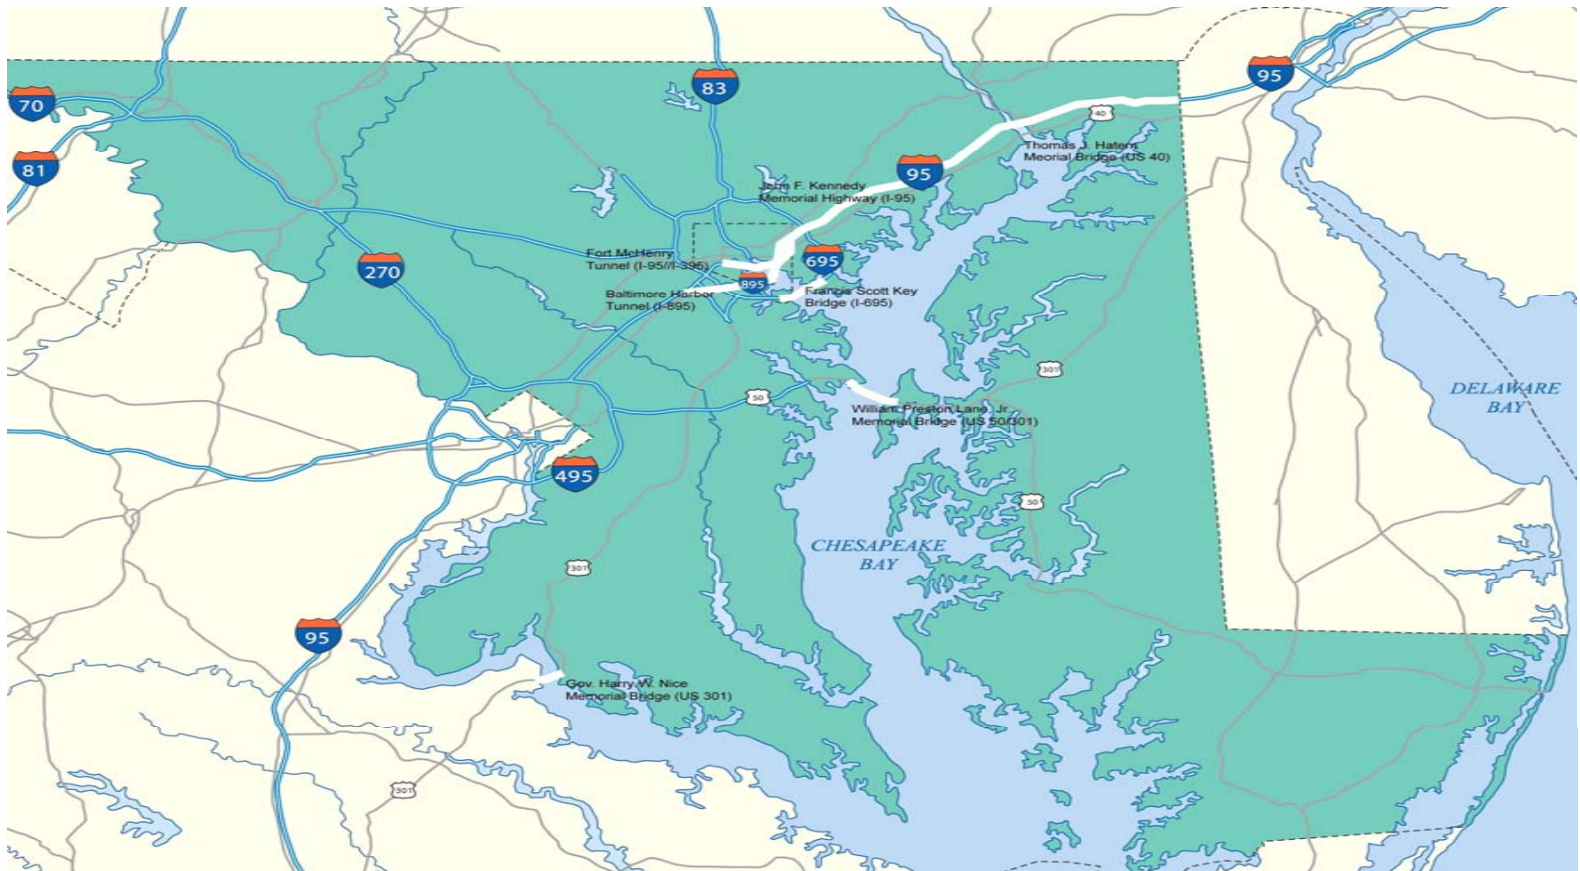 83
95
70
40
Thomas J. Hatem
Meorial Bridge (US 40)
81
95
John F. Kennedy
Memorial Highway (I-95)
Fort McHenry
Tunnel (I-95//I-395)
695
270
895
Baltimore Harbor
Tunnel (I-895)
Francis Scott Key
Bridge (I-695)
301
DELAWARE
BAY
50
William Preston Lane, Jr.
Memorial Bridge (US 50/301)
495
50
CHESAPEAKE
BAY
301
95
Gov. Harry W. Nice
Memorial Bridge (US 301)
301